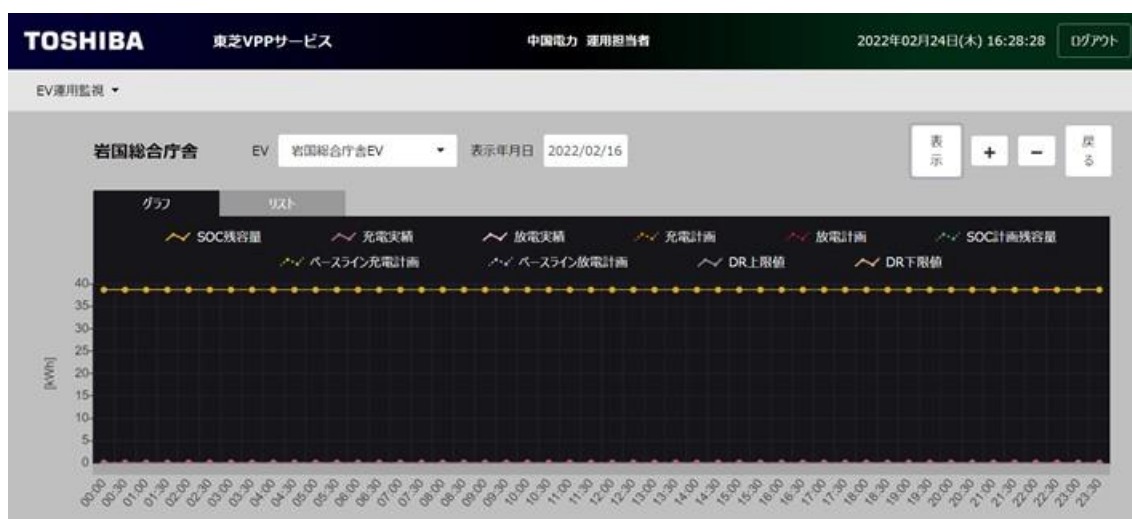 TOSHIBA 東芝VPPサービス 中国電力 運用担当者 2022年02月24日(木) 16:28:28 ログアウト
EV運用監視
岩国総合庁舎 EV 岩国総合庁舎EV 表示年月日 2022/02/16 表示 + − 戻る
グラフ リスト
SOC残容量 充電実績 放電実績 充電計画 放電計画 SOC計画残容量
ベースライン充電計画 ベースライン放電計画 DR上限値 DR下限値
40
35
30
25
20
15
10
5
0
[kWh]
00:00 00:30 01:00 01:30 02:00 02:30 03:00 03:30 04:00 04:30 05:00 05:30 06:00 06:30 07:00 07:30 08:00 08:30 09:00 09:30 10:00 10:30 11:00 11:30 12:00 12:30 13:00 13:30 14:00 14:30 15:00 15:30 16:00 16:30 17:00 17:30 18:00 18:30 19:00 19:30 20:00 20:30 21:00 21:30 22:00 22:30 23:00 23:30